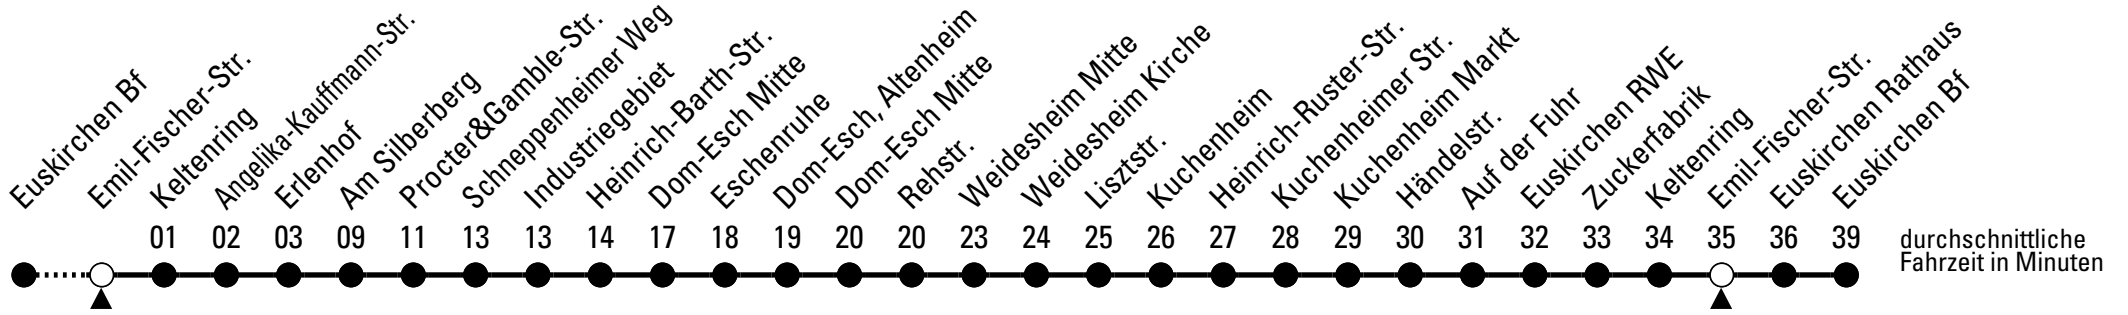 Euskirchen Bf
Emil-Fischer-Str.
Keltenring
Angelika-Kauffmann-Str.
Erlenhof
Am Silberberg
Procter&Gamble-Str.
Schneppenheimer Weg
Industriegebiet
Heinrich-Barth-Str.
Dom-Esch Mitte
Eschenruhe
Dom-Esch, Altenheim
Dom-Esch Mitte
Rehstr.
Weidesheim Mitte
Weidesheim Kirche
Lisztstr.
Kuchenheim
Heinrich-Ruster-Str.
Kuchenheimer Str.
Kuchenheim Markt
Händelstr.
Auf der Fuhr
Euskirchen RWE
Zuckerfabrik
Keltenring
Emil-Fischer-Str.
Euskirchen Rathaus
Euskirchen Bf
01 02 03 09 11 13 13 14 17 18 19 20 20 23 24 25 26 27 28 29 30 31 32 33 34 35 36 39
durchschnittliche
Fahrzeit in Minuten